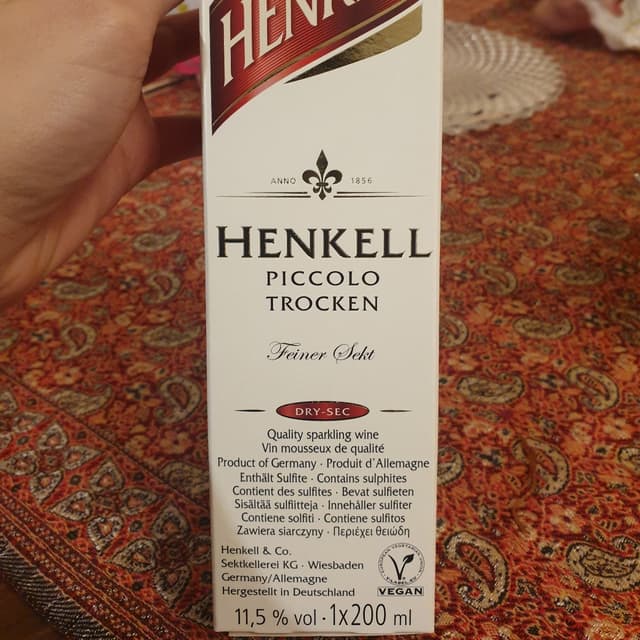 ANNO 1856
HENKELL
PICCOLO
TROCKEN
Feiner Sekt
DRY-SEC
Quality sparkling wine
Vin mousseux de qualité
Product of Germany · Produit d'Allemagne
Enthält Sulfite · Contains sulphites
Contient des sulfites · Bevat sulfieten
Sisältää sulfiitteja · Innehåller sulfiter
Contiene solfiti · Contiene sulfitos
Zawiera siarczyny · Περιέχει θειώδη
Henkell & Co.
Sektkellerei KG · Wiesbaden
Germany/Allemagne
Hergestellt in Deutschland
VEGAN
11,5 % vol · 1x200 ml